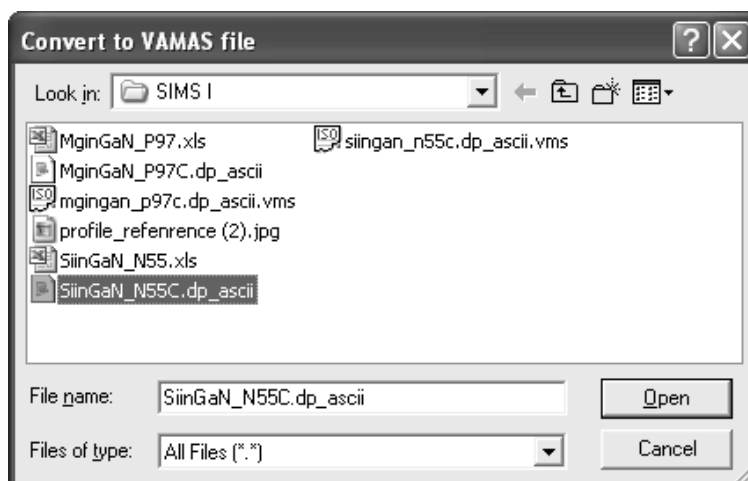 Convert to VAMAS file
Look in: SIMS I
MginGaN_P97.xls
MginGaN_P97C.dp_ascii
mgingan_p97c.dp_ascii.vms
profile_refenrence (2).jpg
SiinGaN_N55.xls
SiinGaN_N55C.dp_ascii
siingan_n55c.dp_ascii.vms
File name: SiinGaN_N55C.dp_ascii Open
Files of type: All Files (*.*) Cancel